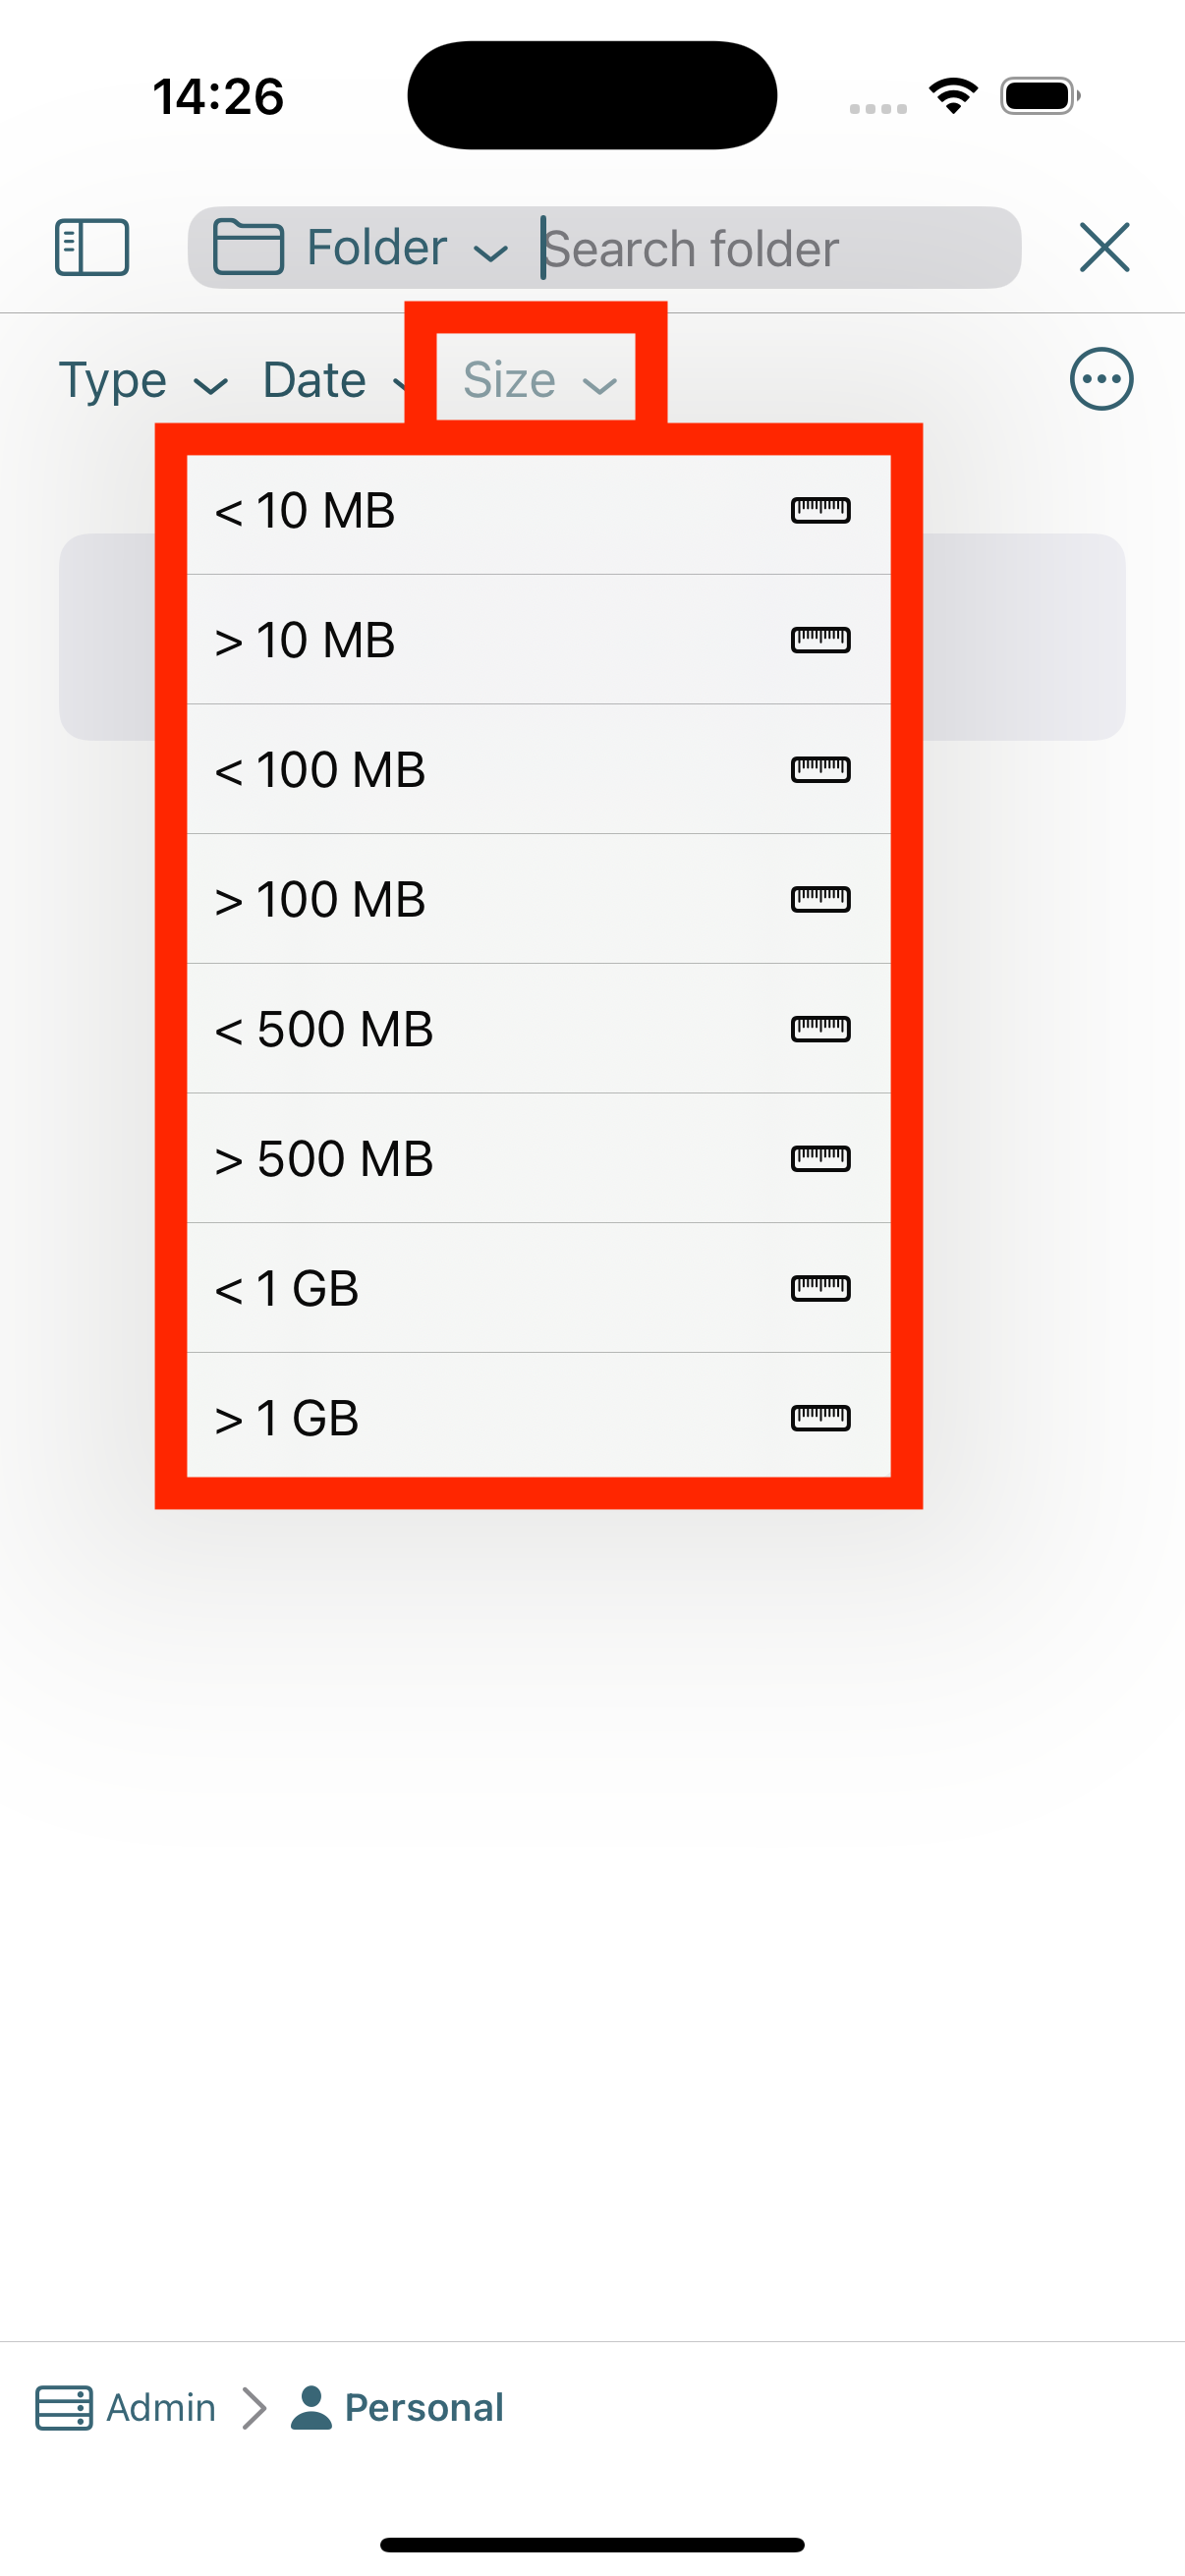 14:26
Folder Search folder
Type Date Size
< 10 MB
> 10 MB
< 100 MB
> 100 MB
< 500 MB
> 500 MB
< 1 GB
> 1 GB
Admin Personal